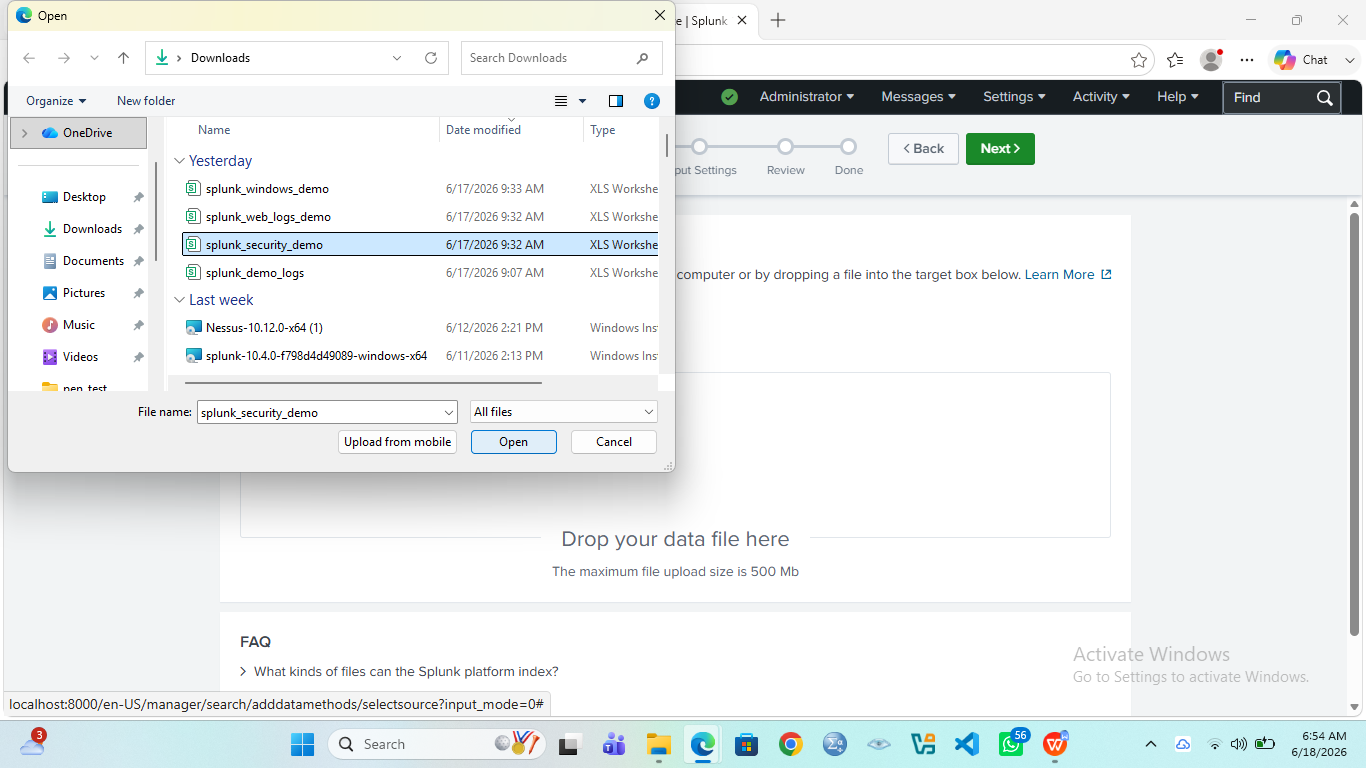 Open
e | Splunk
Downloads
Search Downloads
Chat
Organize
New folder
Administrator
Messages
Settings
Activity
Help
Find
OneDrive
Desktop
Downloads
Documents
Pictures
Music
Videos
pen_test
Name
Date modified
Type
Yesterday
splunk_windows_demo 6/17/2026 9:33 AM XLS Workshe
splunk_web_logs_demo 6/17/2026 9:32 AM XLS Workshe
splunk_security_demo 6/17/2026 9:32 AM XLS Workshe
splunk_demo_logs 6/17/2026 9:07 AM XLS Workshe
Last week
Nessus-10.12.0-x64 (1) 6/12/2026 2:21 PM Windows Ins
splunk-10.4.0-f798d4d49089-windows-x64 6/11/2026 2:13 PM Windows Ins
File name: splunk_security_demo
All files
Upload from mobile
Open
Cancel
put Settings
Review
Done
< Back
Next >
computer or by dropping a file into the target box below. Learn More
Drop your data file here
The maximum file upload size is 500 Mb
FAQ
> What kinds of files can the Splunk platform index?
Activate Windows
Go to Settings to activate Windows.
localhost:8000/en-US/manager/search/adddatamethods/selectsource?input_mode=0#
3
Search
56
6:54 AM
6/18/2026